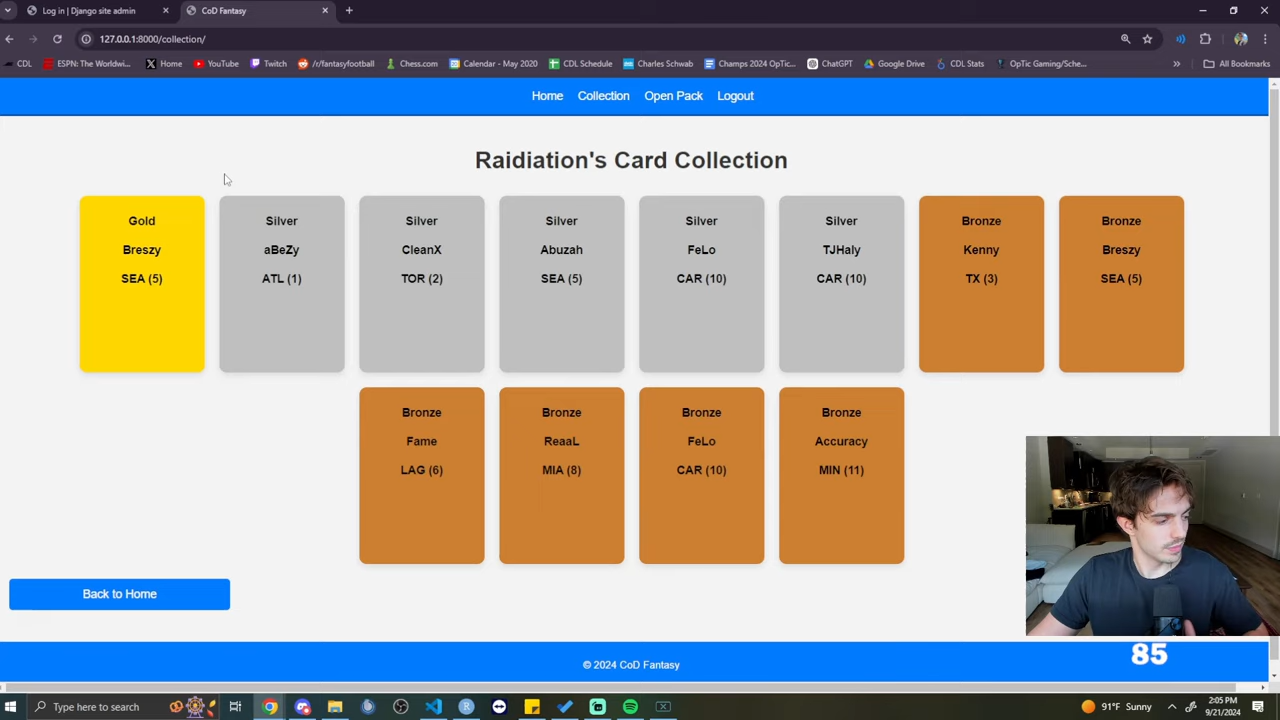 Log in | Django site admin
CoD Fantasy
127.0.0.1:8000/collection/
CDL
ESPN: The Worldwi...
Home
YouTube
Twitch
/r/fantasyfootball
Chess.com
Calendar - May 2020
CDL Schedule
Charles Schwab
Champs 2024 OpTic...
ChatGPT
Google Drive
CDL Stats
OpTic Gaming/Sche...
All Bookmarks
Home
Collection
Open Pack
Logout
Raidiation's Card Collection
Gold
Breszy
SEA (5)
Silver
aBeZy
ATL (1)
Silver
CleanX
TOR (2)
Silver
Abuzah
SEA (5)
Silver
FeLo
CAR (10)
Silver
TJHaly
CAR (10)
Bronze
Kenny
TX (3)
Bronze
Breszy
SEA (5)
Bronze
Fame
LAG (6)
Bronze
ReaaL
MIA (8)
Bronze
FeLo
CAR (10)
Bronze
Accuracy
MIN (11)
Back to Home
© 2024 CoD Fantasy
85
Type here to search
91°F Sunny
2:05 PM
9/21/2024